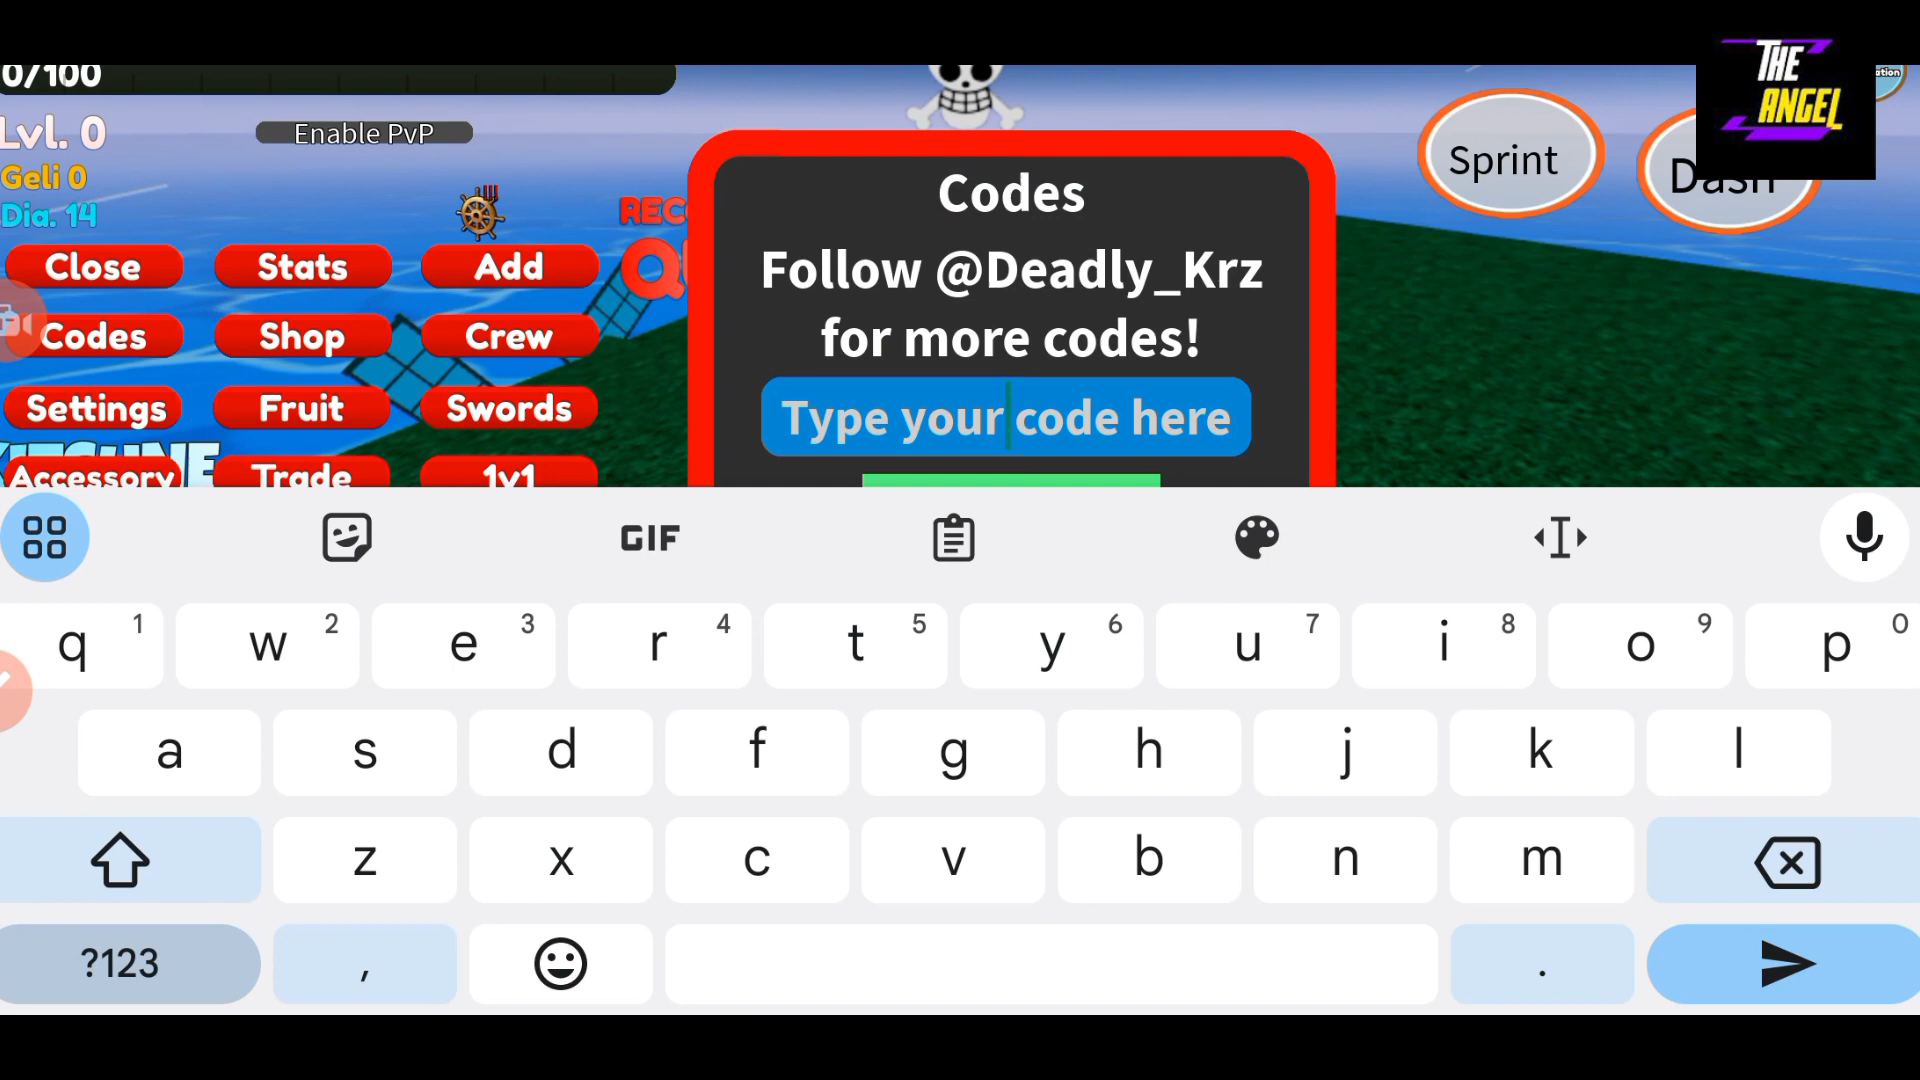 0/100
THE
ANGEL
Lvl. 0
Enable PvP
Geli 0
Dia. 14
Codes
Sprint
Dash
Close
Stats
Add
Follow @Deadly_Krz
for more codes!
Codes
Shop
Crew
Settings
Fruit
Swords
Type your code here
Accessory
Trade
1v1
GIF
q 1 w 2 e 3 r 4 t 5 y 6 u 7 i 8 o 9 p 0
a s d f g h j k l
z x c v b n m
?123 , .